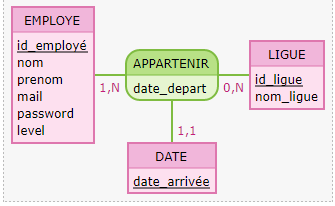 EMPLOYE
id_employé
nom
prenom
mail
password
level
1,N
APPARTENIR
date_depart
0,N
LIGUE
id_ligue
nom_ligue
1,1
DATE
date_arrivée